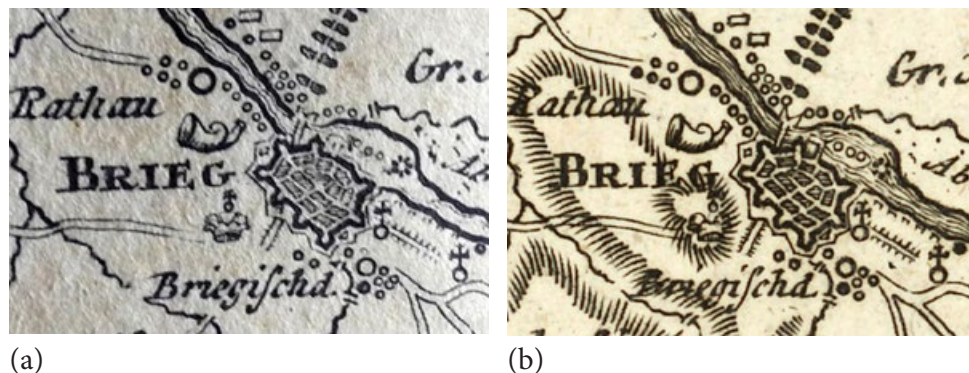 Gr.
Rathau
BRIEG
Briegiſchd.
(a)
Gr.
Rathau
BRIEG
Briegiſchd.
(b)